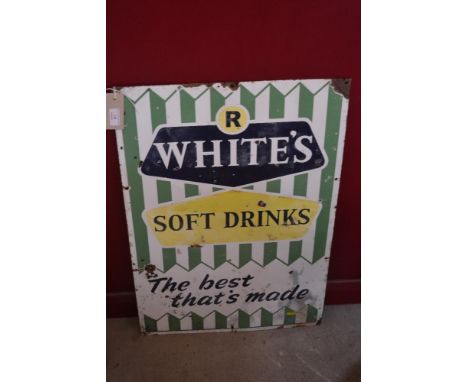 R
WHITE'S
SOFT DRINKS
The best
that's made